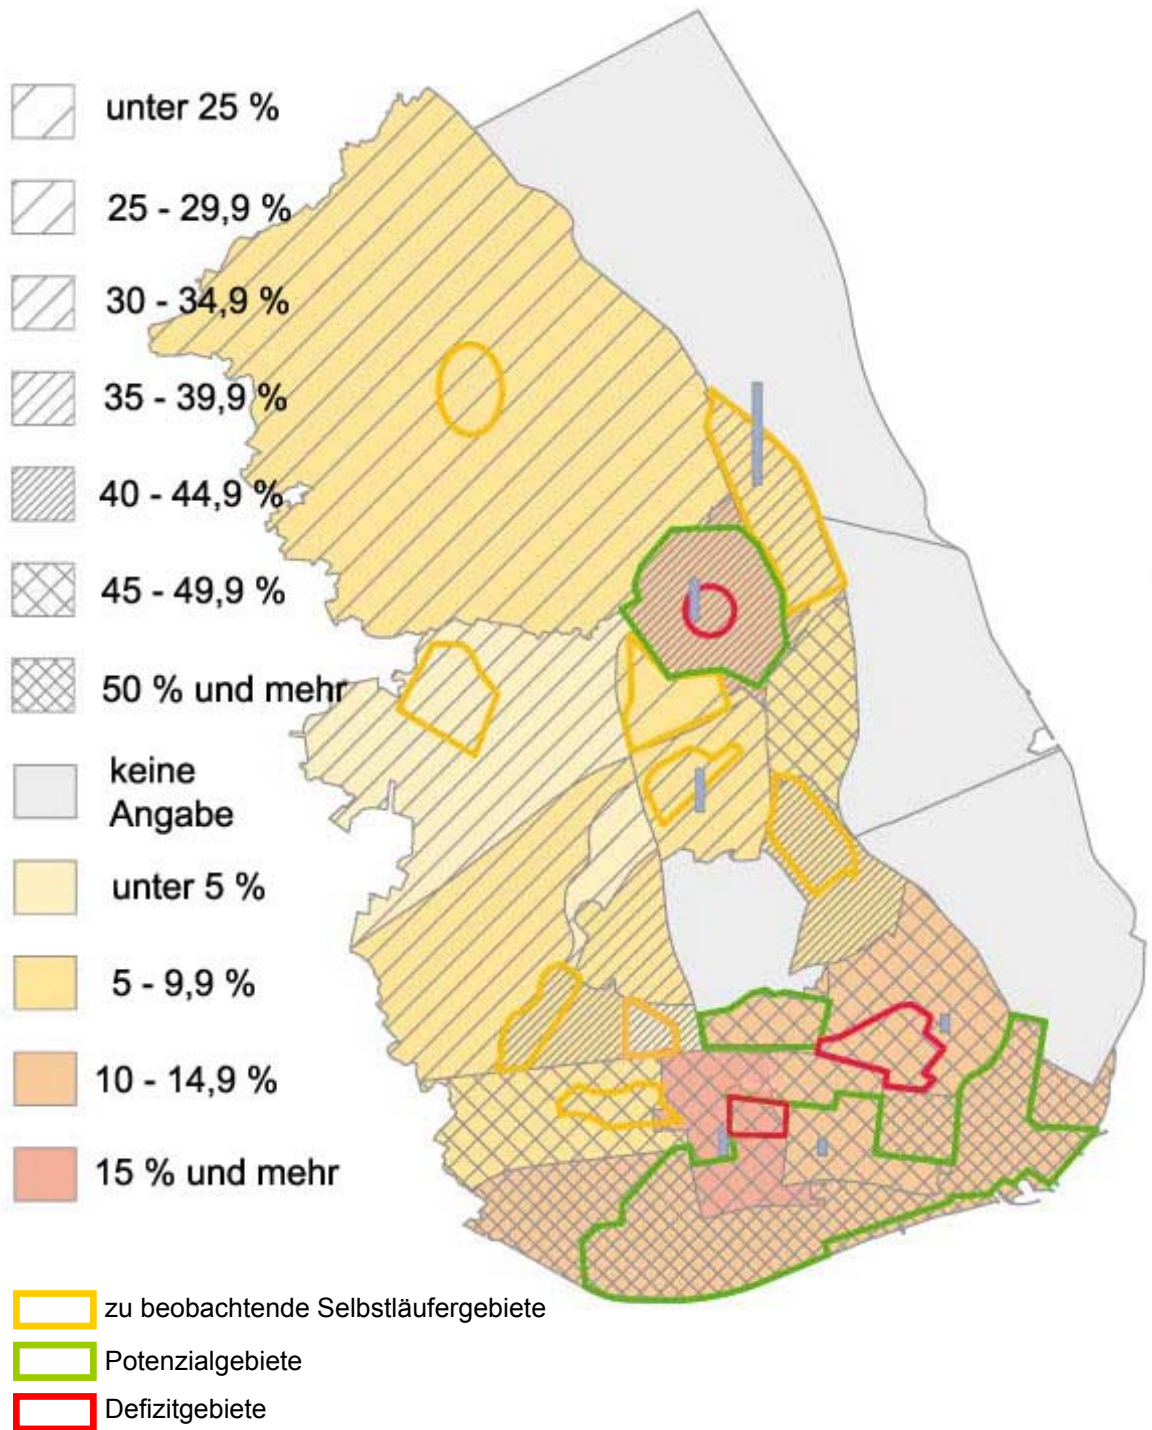 unter 25 %
25 - 29,9 %
30 - 34,9 %
35 - 39,9 %
40 - 44,9 %
45 - 49,9 %
50 % und mehr
keine
Angabe
unter 5 %
5 - 9,9 %
10 - 14,9 %
15 % und mehr
zu beobachtende Selbstläufergebiete
Potenzialgebiete
Defizitgebiete